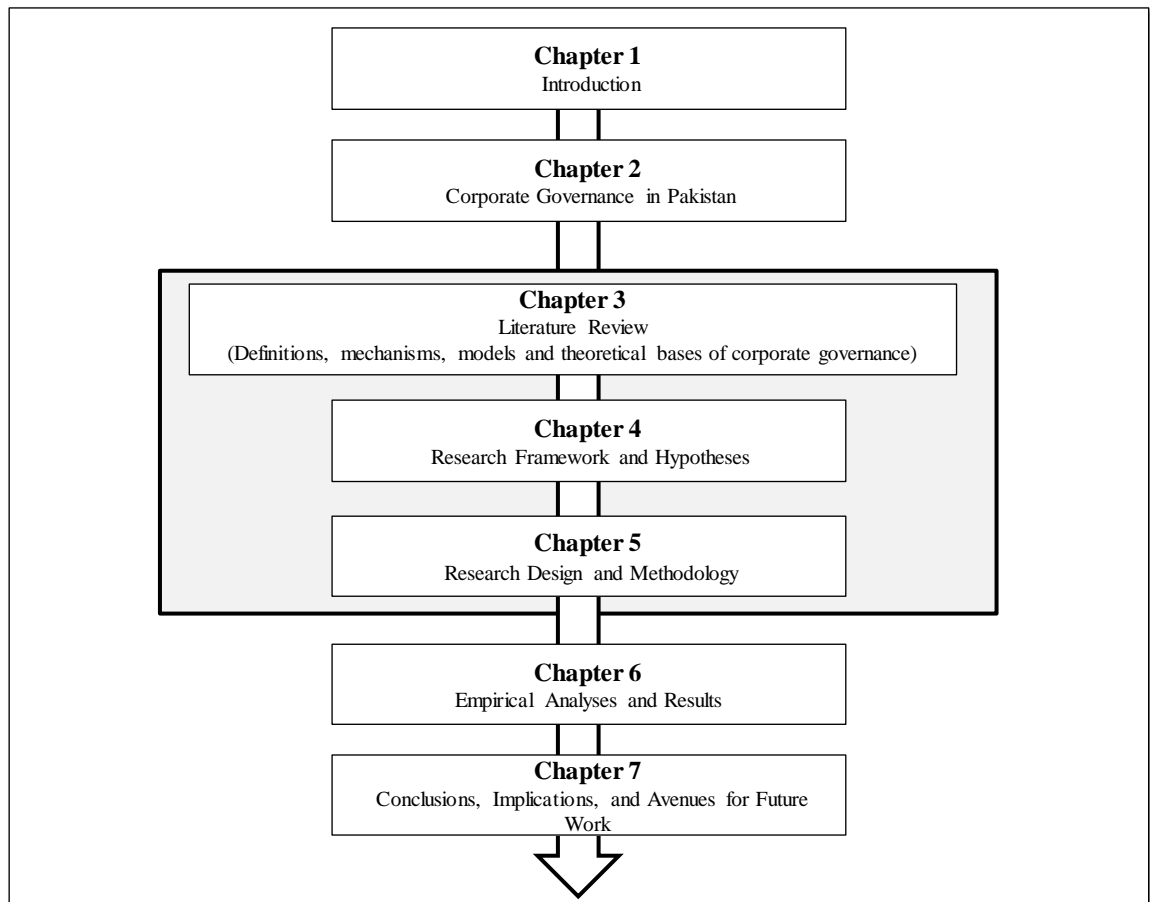 Chapter 1
Introduction
Chapter 2
Corporate Governance in Pakistan
Chapter 3
Literature Review
(Definitions, mechanisms, models and theoretical bases of corporate governance)
Chapter 4
Research Framework and Hypotheses
Chapter 5
Research Design and Methodology
Chapter 6
Empirical Analyses and Results
Chapter 7
Conclusions, Implications, and Avenues for Future
Work